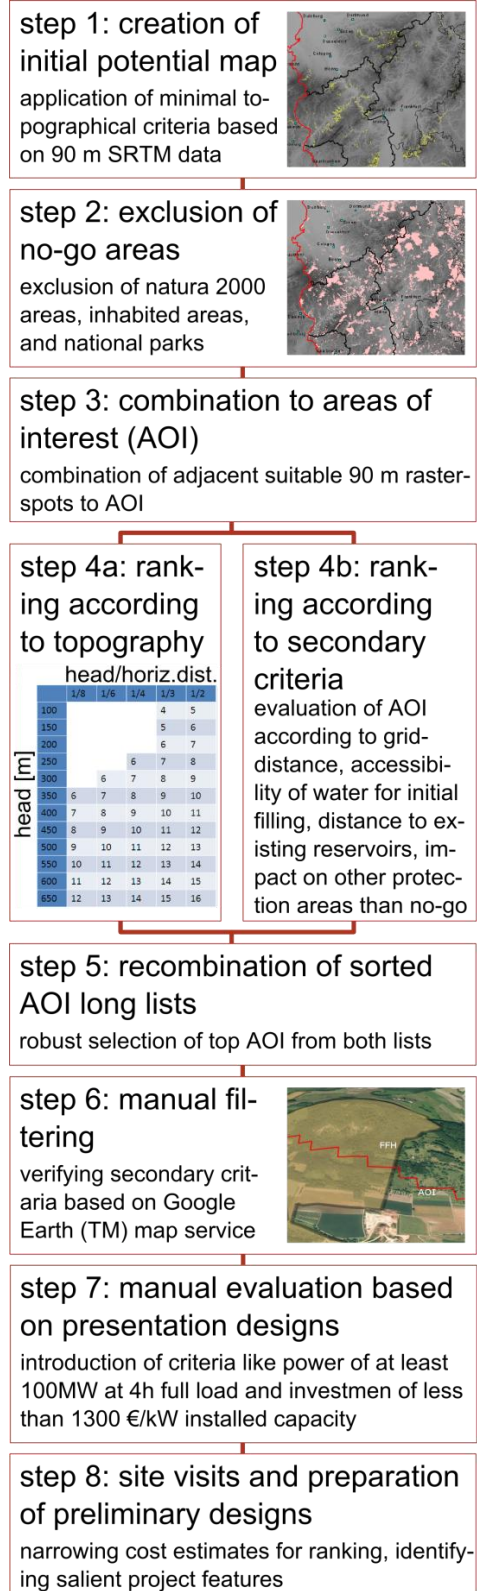 step 1: creation of
initial potential map
application of minimal to-
pographical criteria based
on 90 m SRTM data
step 2: exclusion of
no-go areas
exclusion of natura 2000
areas, inhabited areas,
and national parks
step 3: combination to areas of
interest (AOI)
combination of adjacent suitable 90 m raster-
spots to AOI
step 4a: rank-
ing according
to topography
head/horiz.dist.
head [m]
1/8 1/6 1/4 1/3 1/2
100 4 5
150 5 6
200 6 7
250 6 7 8
300 6 7 8 9
350 6 7 8 9 10
400 7 8 9 10 11
450 8 9 10 11 12
500 9 10 11 12 13
550 10 11 12 13 14
600 11 12 13 14 15
650 12 13 14 15 16
step 4b: rank-
ing according
to secondary
criteria
evaluation of AOI
according to grid-
distance, accessibi-
lity of water for initial
filling, distance to ex-
isting reservoirs, im-
pact on other protec-
tion areas than no-go
step 5: recombination of sorted
AOI long lists
robust selection of top AOI from both lists
step 6: manual fil-
tering
verifying secondary crit-
aria based on Google
Earth (TM) map service
FFH
AOI
step 7: manual evaluation based
on presentation designs
introduction of criteria like power of at least
100MW at 4h full load and investmen of less
than 1300 €/kW installed capacity
step 8: site visits and preparation
of preliminary designs
narrowing cost estimates for ranking, identify-
ing salient project features